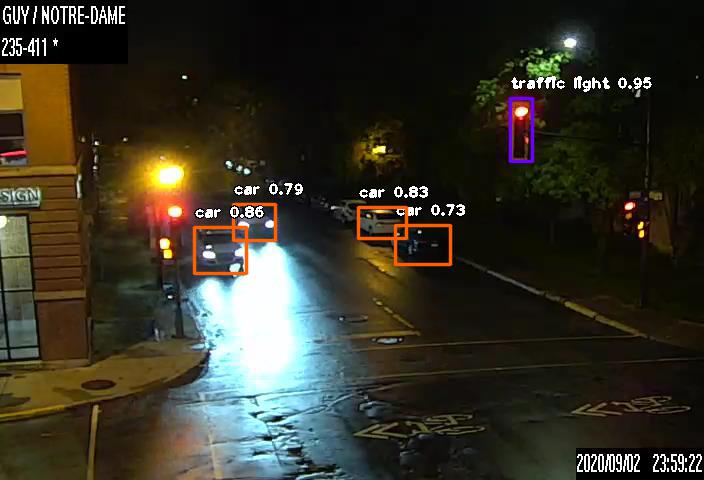 GUY / NOTRE-DAME
235-411 *
traffic light 0.95
car 0.79
car 0.83
car 0.86
car 0.73
SIGN
2020/09/02 23:59:22